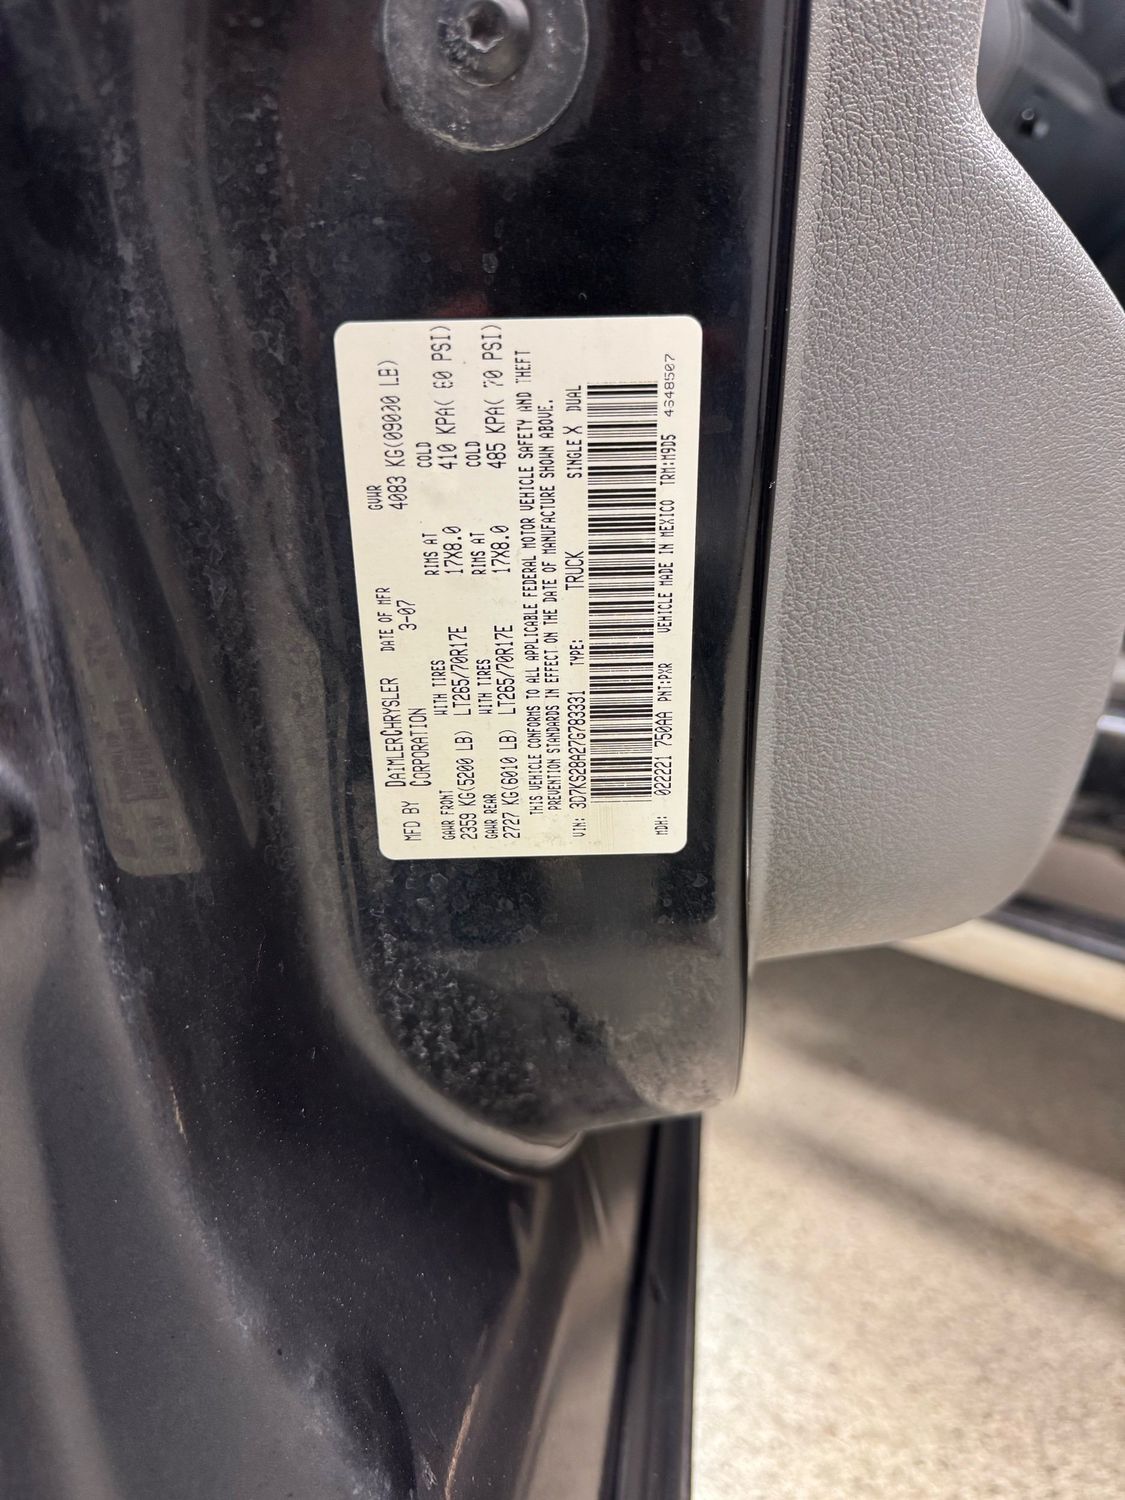 MFD BY DAIMLERCHRYSLER CORPORATION DATE OF MFR 3-07 GVWR 4083 KG(09000 LB)
GAWR FRONT WITH TIRES RIMS AT COLD
2359 KG(5200 LB) LT265/70R17E 17X8.0 410 KPA( 60 PSI)
GAWR REAR WITH TIRES RIMS AT COLD
2727 KG(6010 LB) LT265/70R17E 17X8.0 485 KPA( 70 PSI)
THIS VEHICLE CONFORMS TO ALL APPLICABLE FEDERAL MOTOR VEHICLE SAFETY AND THEFT
PREVENTION STANDARDS IN EFFECT ON THE DATE OF MANUFACTURE SHOWN ABOVE.
VIN: 3D7KS28A27G783331 TYPE: TRUCK SINGLE X DUAL
MDH: 022221 750AA PNT:PXR VEHICLE MADE IN MEXICO TRM:M9D5 4648507